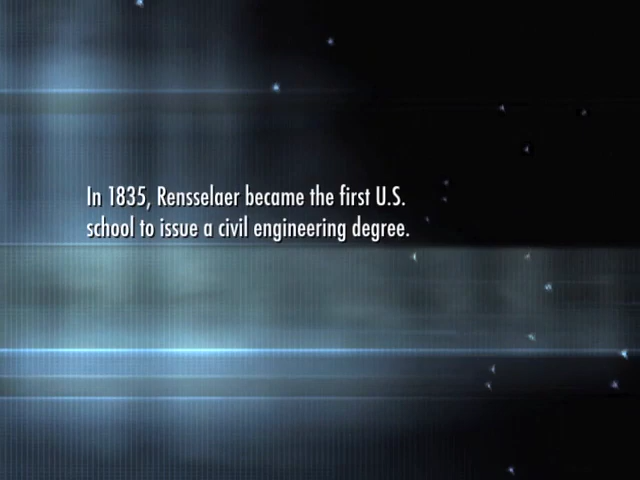 In 1835, Rensselaer became the first U.S.
school to issue a civil engineering degree.